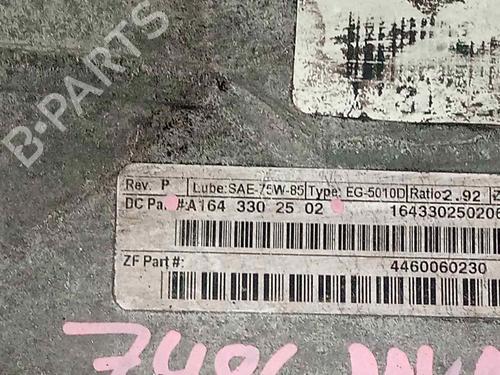 B-PARTS
Rev. P Lube: SAE-75W-85 Type: EG-5010D Ratio: 2.92
DC Pa #: A164 330 25 02 164330250206
ZF Part #: 4460060230